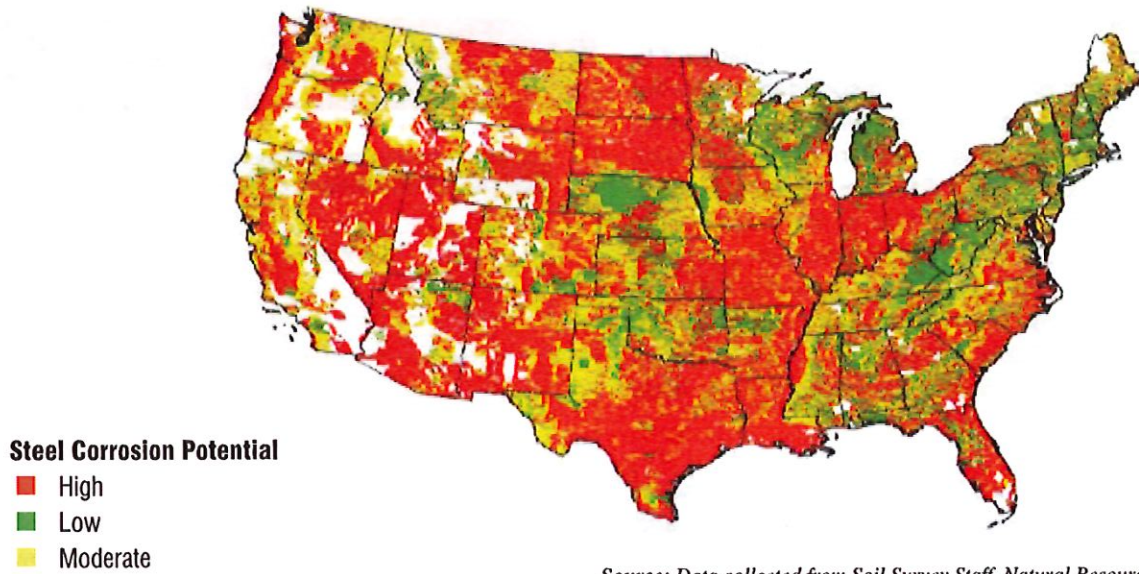 Steel Corrosion Potential
High
Low
Moderate
Source: Data collected from Soil Survey Staff, Natural